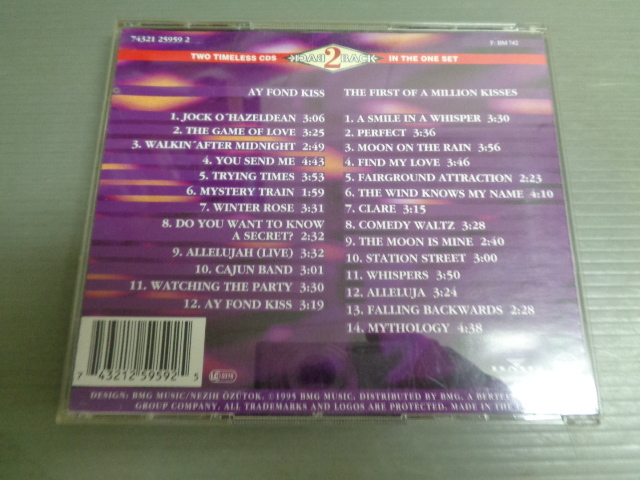 74321 25959 2
F: BM 742
TWO TIMELESS CDS
BACK 2 BACK
IN THE ONE SET
AY FOND KISS
1. JOCK O'HAZELDEAN 3:06
2. THE GAME OF LOVE 3:25
3. WALKIN' AFTER MIDNIGHT 2:49
4. YOU SEND ME 4:43
5. TRYING TIMES 3:53
6. MYSTERY TRAIN 1:59
7. WINTER ROSE 3:31
8. DO YOU WANT TO KNOW
A SECRET? 2:32
9. ALLELUJAH (LIVE) 3:32
10. CAJUN BAND 3:01
11. WATCHING THE PARTY 3:30
12. AY FOND KISS 3:19
THE FIRST OF A MILLION KISSES
1. A SMILE IN A WHISPER 3:30
2. PERFECT 3:36
3. MOON ON THE RAIN 3:56
4. FIND MY LOVE 3:46
5. FAIRGROUND ATTRACTION 2:23
6. THE WIND KNOWS MY NAME 4:10
7. CLARE 3:15
8. COMEDY WALTZ 3:28
9. THE MOON IS MINE 2:40
10. STATION STREET 3:00
11. WHISPERS 3:50
12. ALLELUJA 3:24
13. FALLING BACKWARDS 2:28
14. MYTHOLOGY 4:38
7 43212 59592 5
DESIGN: BMG MUSIC/NEZIH ÖZÜTOK. ©1995 BMG MUSIC. DISTRIBUTED BY BMG, A
GROUP COMPANY. ALL TRADEMARKS AND LOGOS ARE PROTECTED. MADE IN THE